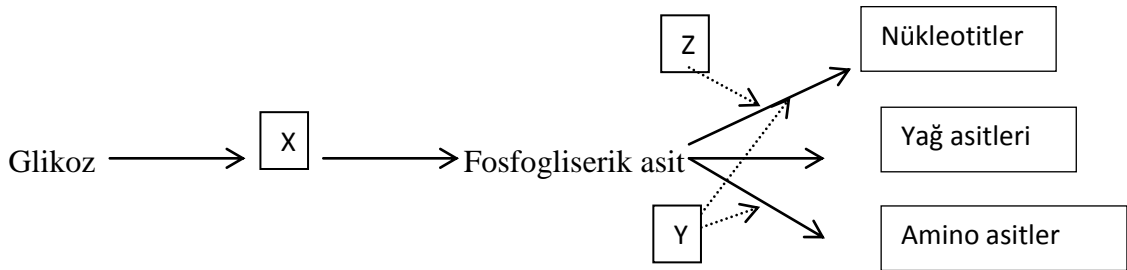 Z
Nükleotitler
Glikoz
X
Fosfogliserik asit
Yağ asitleri
Y
Amino asitler